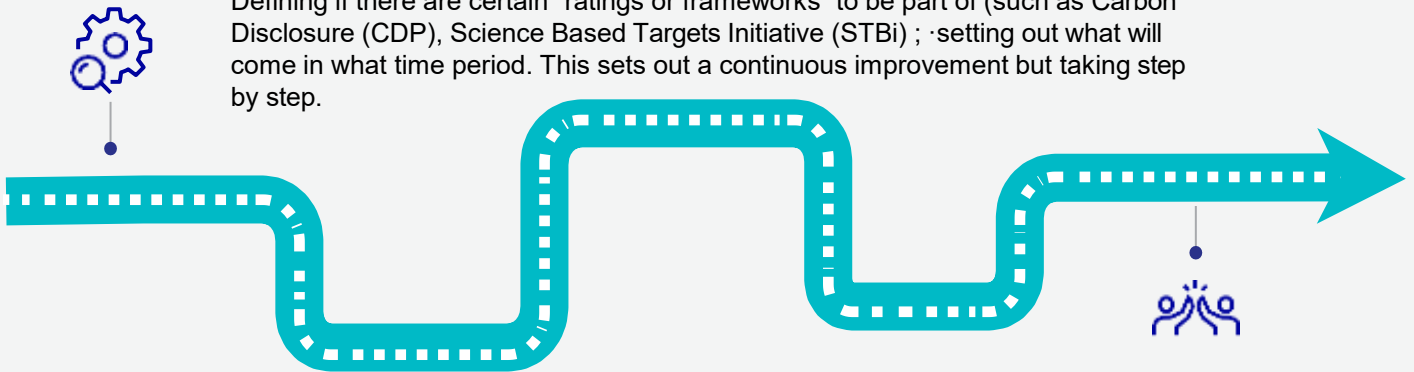 Defining if there are certain "ratings or frameworks" to be part of (such as Carbon
Disclosure (CDP), Science Based Targets Initiative (STBi) ; ·setting out what will
come in what time period. This sets out a continuous improvement but taking step
by step.